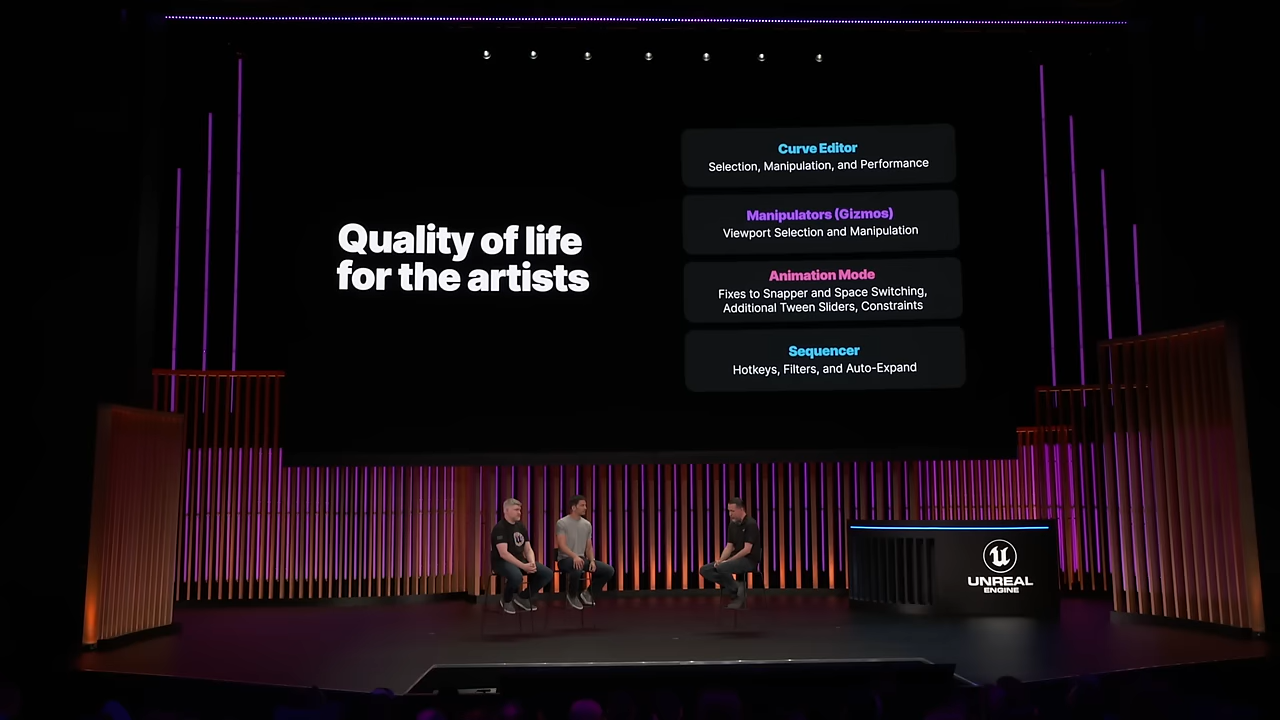 Quality of life
for the artists
Curve Editor
Selection, Manipulation, and Performance
Manipulators (Gizmos)
Viewport Selection and Manipulation
Animation Mode
Fixes to Snapper and Space Switching,
Additional Tween Sliders, Constraints
Sequencer
Hotkeys, Filters, and Auto-Expand
UNREAL
ENGINE